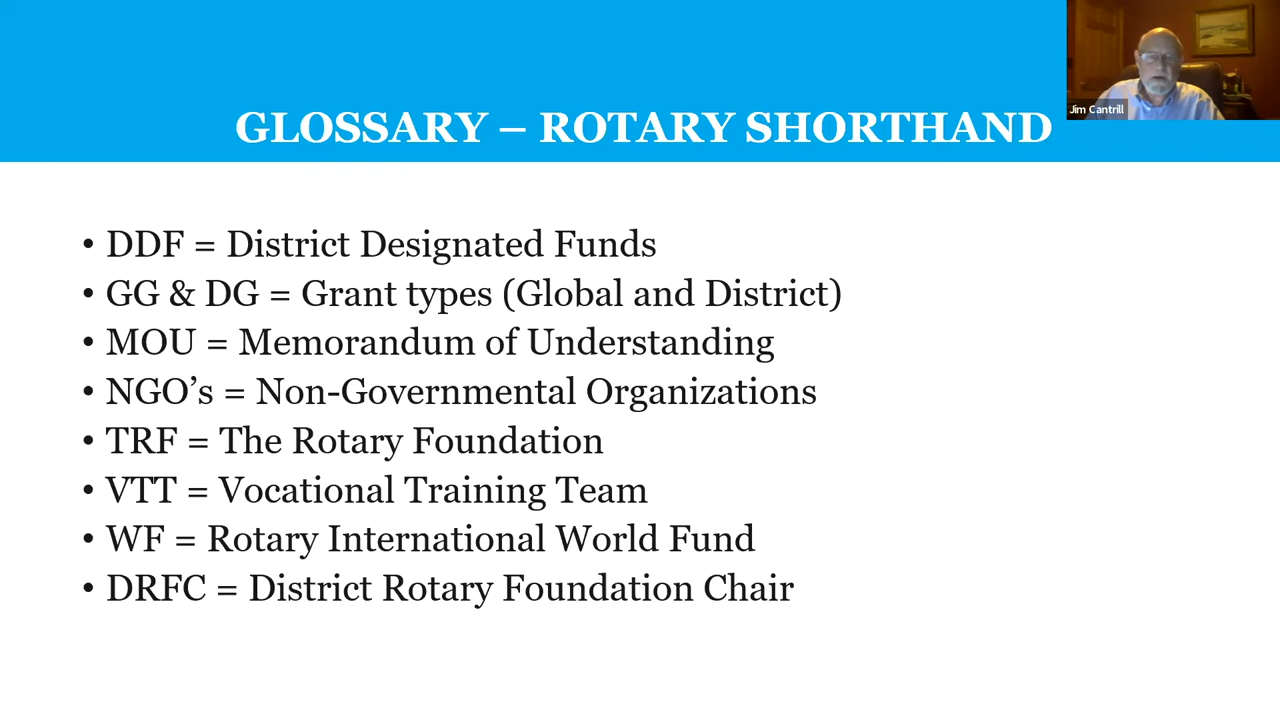 Jim Cantrill
GLOSSARY – ROTARY SHORTHAND
• DDF = District Designated Funds
• GG & DG = Grant types (Global and District)
• MOU = Memorandum of Understanding
• NGO’s = Non-Governmental Organizations
• TRF = The Rotary Foundation
• VTT = Vocational Training Team
• WF = Rotary International World Fund
• DRFC = District Rotary Foundation Chair